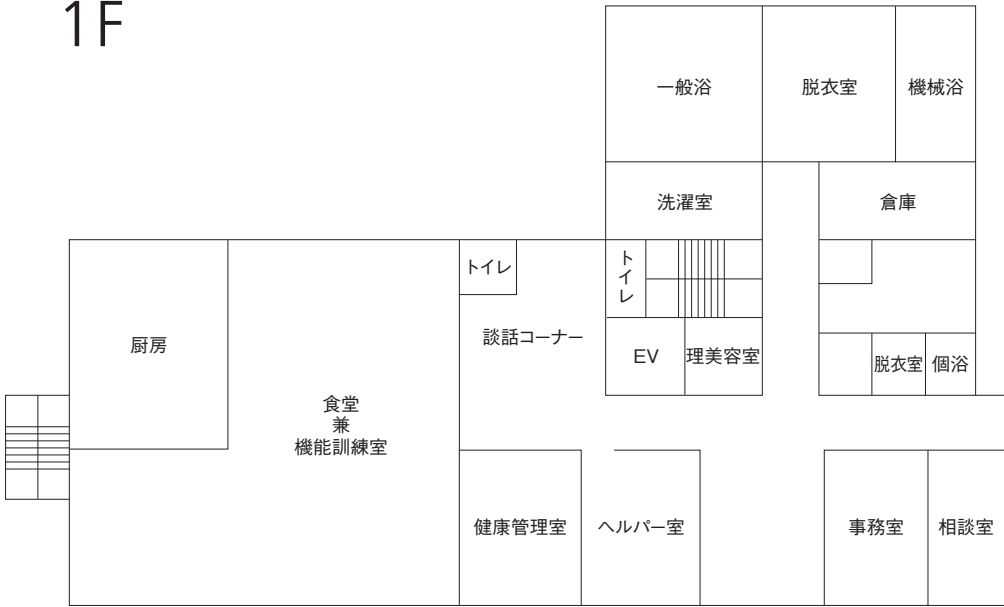 1F
一般浴
脱衣室
機械浴
洗濯室
倉庫
トイレ
トイレ
談話コーナー
厨房
EV
理美容室
脱衣室
個浴
食堂
兼
機能訓練室
健康管理室
ヘルパー室
事務室
相談室